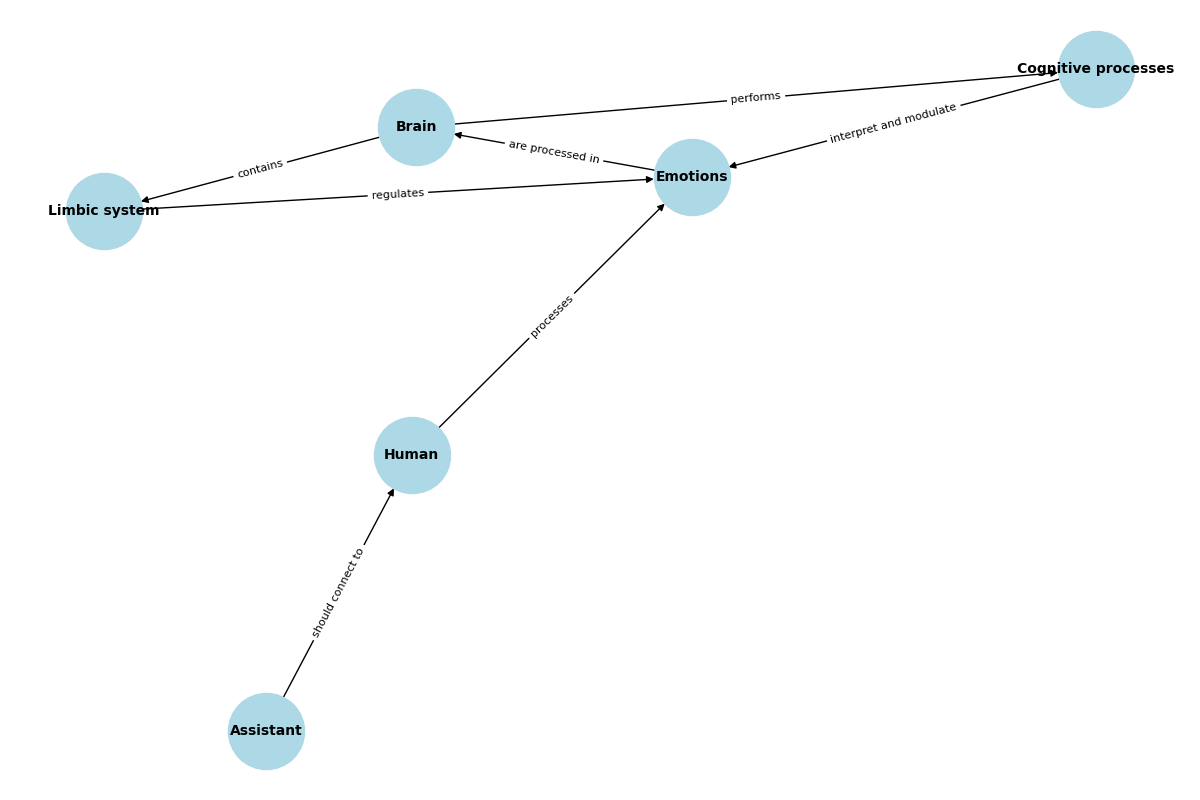 Cognitive processes
performs
Brain
interpret and modulate
are processed in
contains
Emotions
regulates
Limbic system
processes
Human
should connect to
Assistant